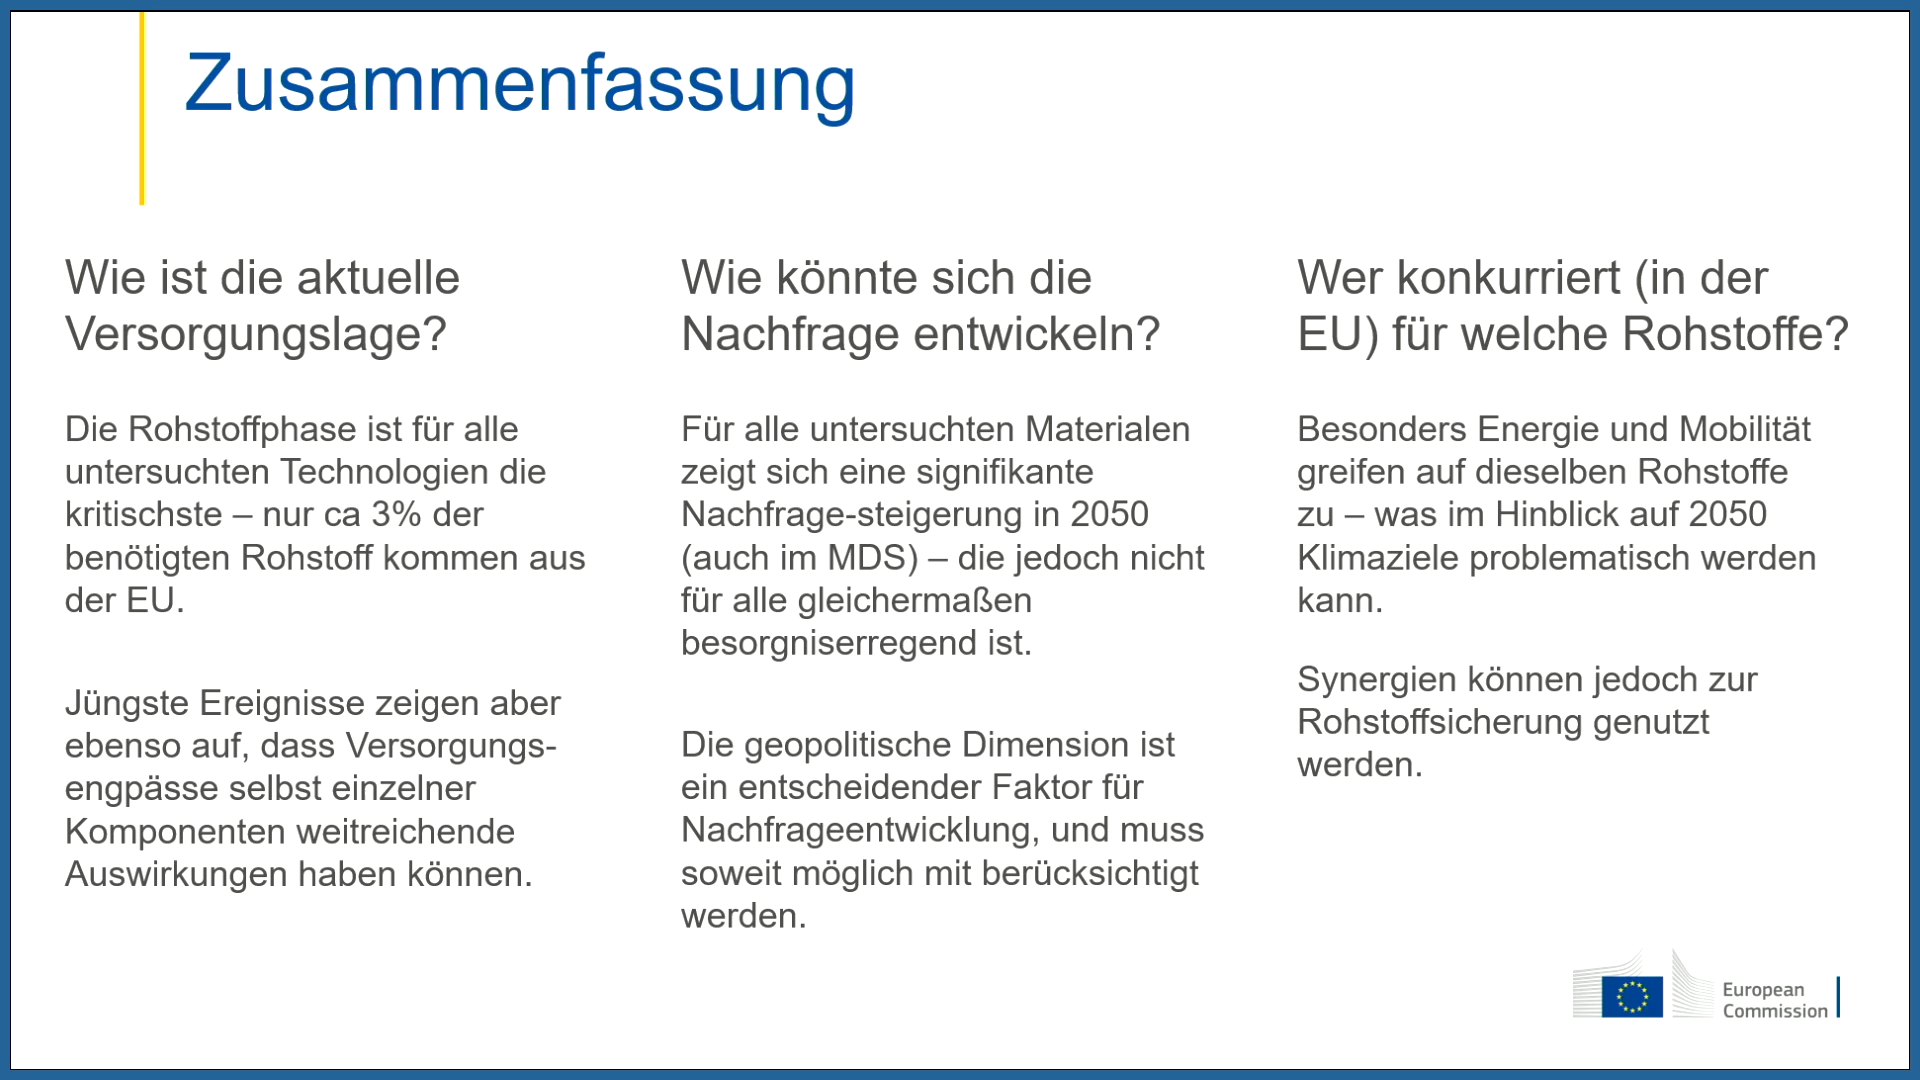 Zusammenfassung
Wie ist die aktuelle
Versorgungslage?
Die Rohstoffphase ist für alle
untersuchten Technologien die
kritischste – nur ca 3% der
benötigten Rohstoff kommen aus
der EU.
Jüngste Ereignisse zeigen aber
ebenso auf, dass Versorgungs-
engpässe selbst einzelner
Komponenten weitreichende
Auswirkungen haben können.
Wie könnte sich die
Nachfrage entwickeln?
Für alle untersuchten Materialen
zeigt sich eine signifikante
Nachfrage-steigerung in 2050
(auch im MDS) – die jedoch nicht
für alle gleichermaßen
besorgniserregend ist.
Die geopolitische Dimension ist
ein entscheidender Faktor für
Nachfrageentwicklung, und muss
soweit möglich mit berücksichtigt
werden.
Wer konkurriert (in der
EU) für welche Rohstoffe?
Besonders Energie und Mobilität
greifen auf dieselben Rohstoffe
zu – was im Hinblick auf 2050
Klimaziele problematisch werden
kann.
Synergien können jedoch zur
Rohstoffsicherung genutzt
werden.
European
Commission